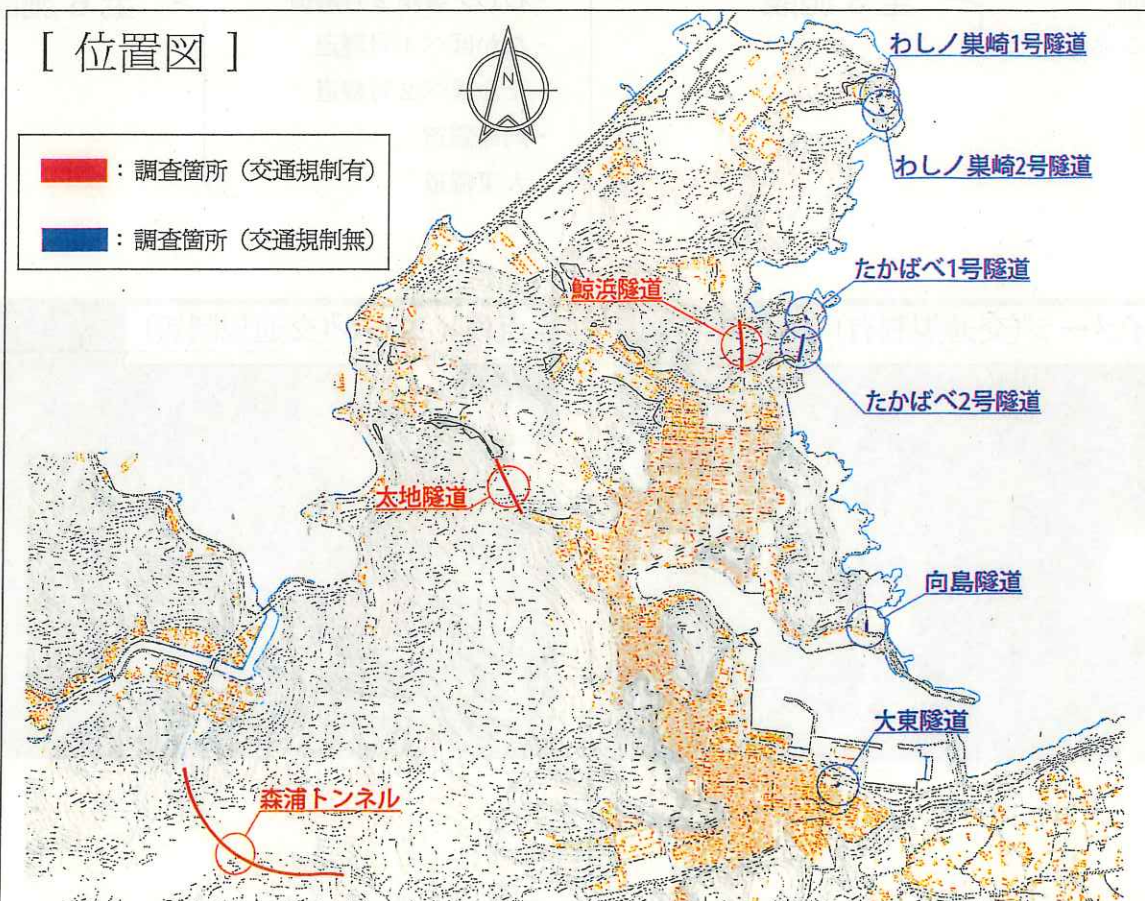 [ 位置図 ]
N
：調査箇所（交通規制有）
：調査箇所（交通規制無）
わしノ巣崎1号隧道
わしノ巣崎2号隧道
たかばべ1号隧道
鯨浜隧道
たかばべ2号隧道
太地隧道
向島隧道
大東隧道
森浦トンネル